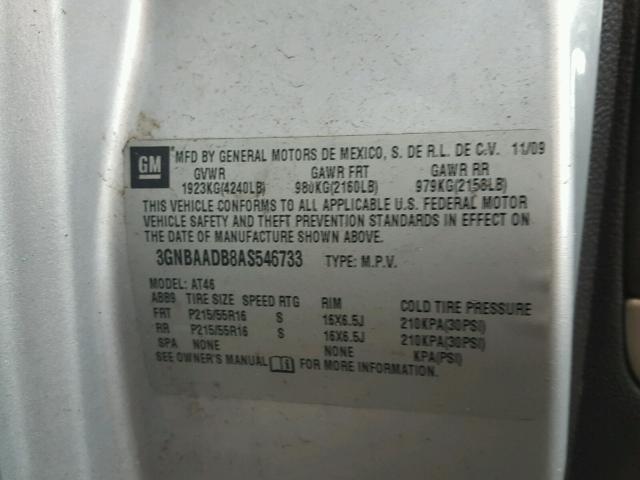 GM MFD BY GENERAL MOTORS DE MEXICO, S. DE R.L. DE C.V. 11/09
GVWR GAWR FRT GAWR RR
1923KG(4240LB) 980KG(2160LB) 979KG(2158LB)
THIS VEHICLE CONFORMS TO ALL APPLICABLE U.S. FEDERAL MOTOR
VEHICLE SAFETY AND THEFT PREVENTION STANDARDS IN EFFECT ON
THE DATE OF MANUFACTURE SHOWN ABOVE.
3GNBAADB8AS546733 TYPE: M.P.V.
MODEL: AT46
ABB9 TIRE SIZE SPEED RTG RIM COLD TIRE PRESSURE
FRT P215/55R16 S 16X6.5J 210KPA(30PSI)
RR P215/55R16 S 16X6.5J 210KPA(30PSI)
SPA NONE NONE KPA(PSI)
SEE OWNER'S MANUAL FOR MORE INFORMATION.